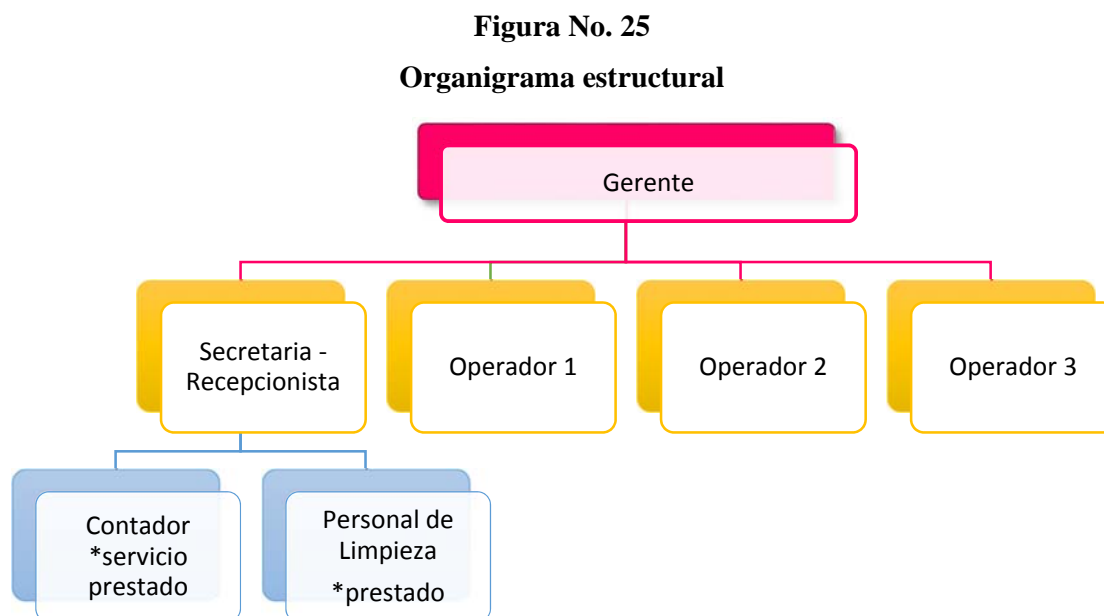 Figura No. 25
Organigrama estructural
Gerente
Secretaria -
Recepcionista
Operador 1
Operador 2
Operador 3
Contador
*servicio
prestado
Personal de
Limpieza
*prestado